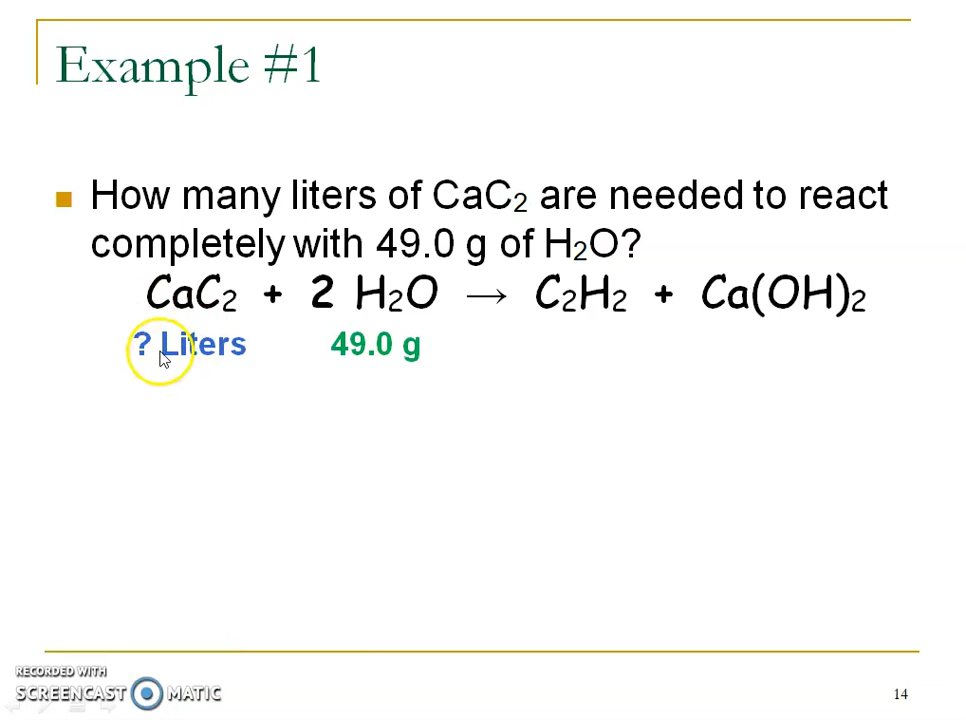 Example #1
How many liters of CaC₂ are needed to react
completely with 49.0 g of H₂O?
CaC₂ + 2 H₂O → C₂H₂ + Ca(OH)₂
? Liters 49.0 g
RECORDED WITH
SCREENCAST MATIC
14